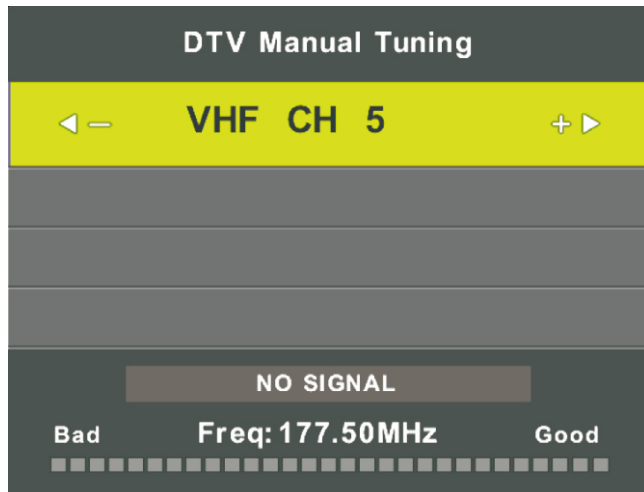 DTV Manual Tuning
− VHF CH 5 +
NO SIGNAL
Bad Freq: 177.50MHz Good